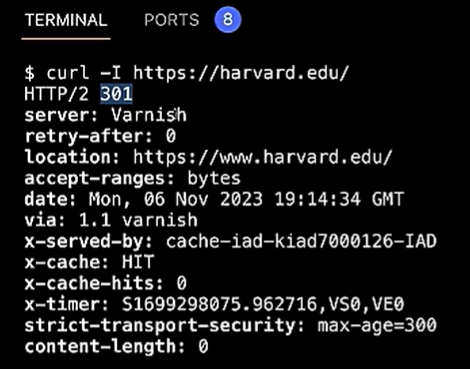 TERMINAL PORTS 8
$ curl -I https://harvard.edu/
HTTP/2 301
server: Varnish
retry-after: 0
location: https://www.harvard.edu/
accept-ranges: bytes
date: Mon, 06 Nov 2023 19:14:34 GMT
via: 1.1 varnish
x-served-by: cache-iad-kiad7000126-IAD
x-cache: HIT
x-cache-hits: 0
x-timer: S1699298075.962716,VS0,VE0
strict-transport-security: max-age=300
content-length: 0